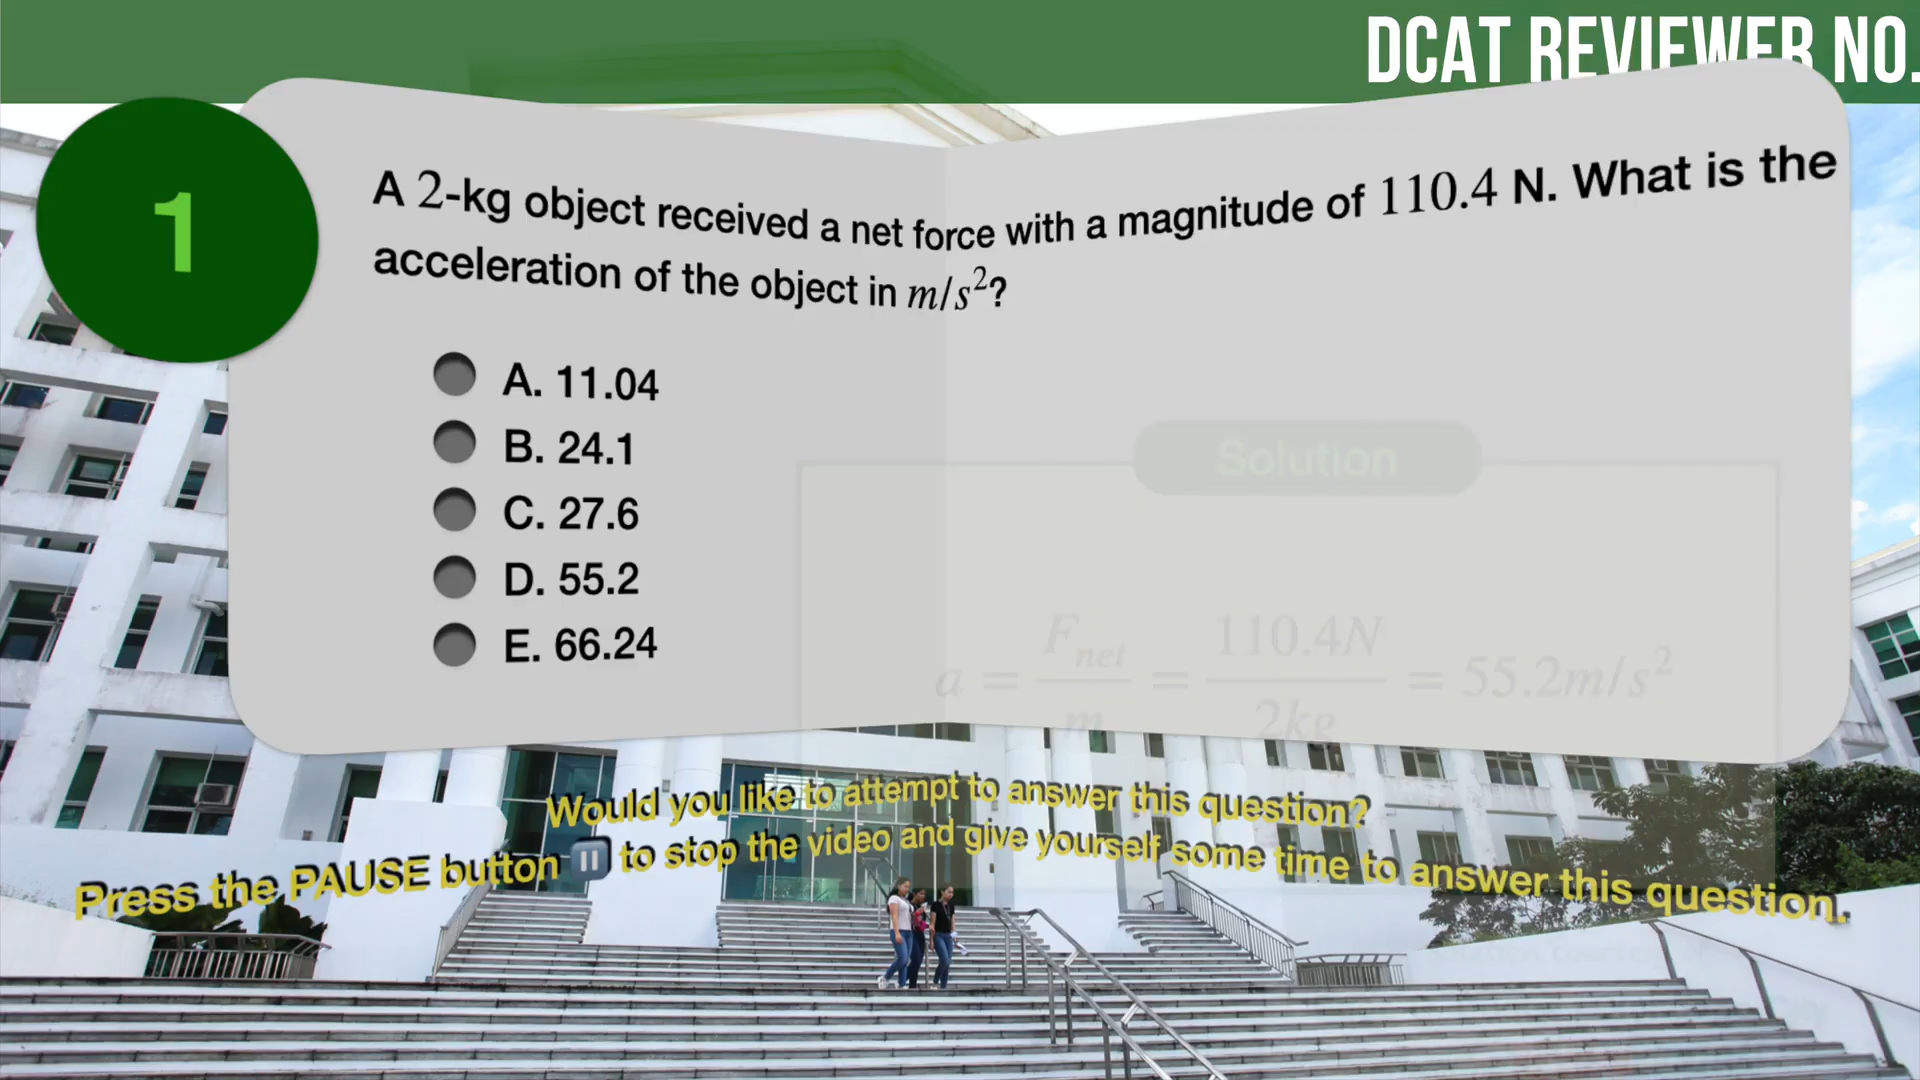 DCAT REVIEWER NO.
1
A 2-kg object received a net force with a magnitude of 110.4 N. What is the
acceleration of the object in m/s²?
A. 11.04
B. 24.1
C. 27.6
D. 55.2
E. 66.24
Solution
a = F_net/m = 110.4N/2kg = 55.2m/s²
Would you like to attempt to answer this question?
Press the PAUSE button ⏸ to stop the video and give yourself some time to answer this question.